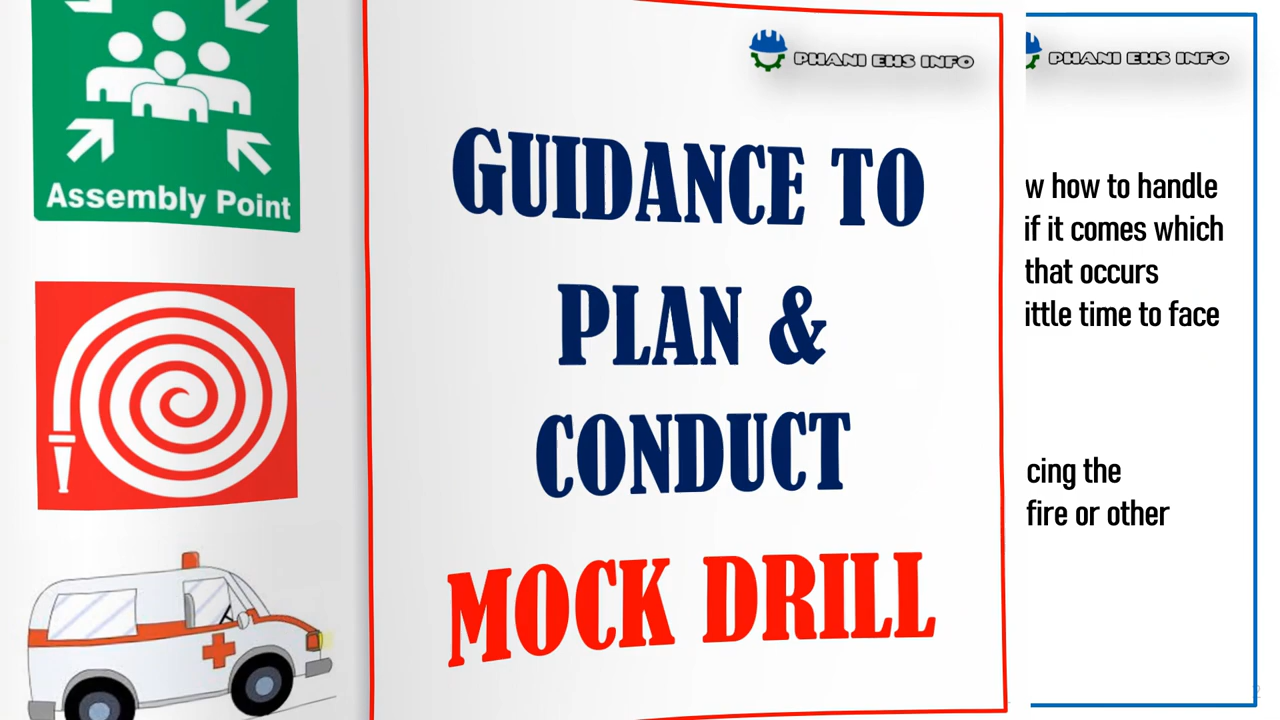 Assembly Point
PHANI EHS INFO
GUIDANCE TO
PLAN &
CONDUCT
MOCK DRILL
PHANI EHS INFO
w how to handle
if it comes which
that occurs
ittle time to face
cing the
fire or other